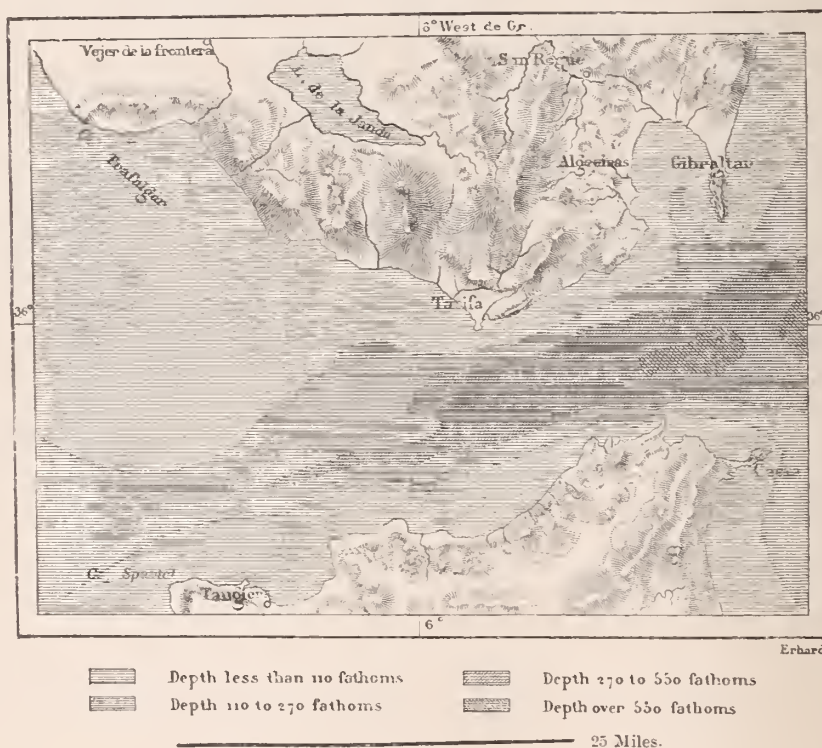 6° West de Gr.
Vejer de la frontera
San Roque
L. de la Janda
Algeciras Gibraltar
Trafalgar
Tarifa
36° 36°
Ceuta
C. Spartel
Tangier
6°
Erhard
Depth less than 110 fathoms
Depth 270 to 550 fathoms
Depth 110 to 270 fathoms
Depth over 550 fathoms
25 Miles.